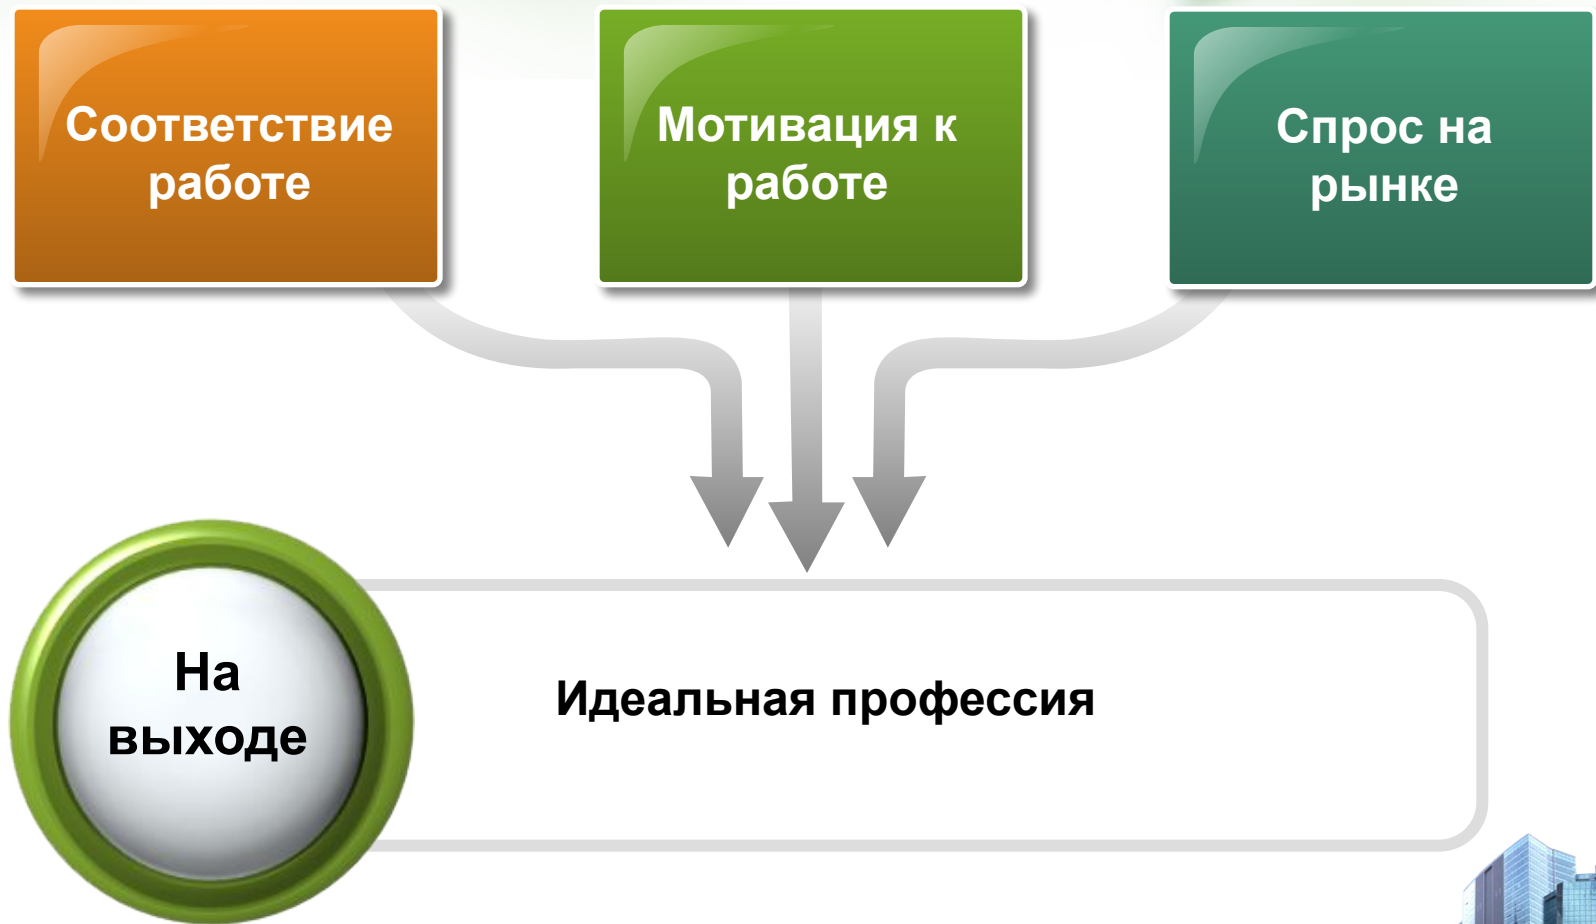 Соответствие
работе
Мотивация к
работе
Спрос на
рынке
На
выходе
Идеальная профессия